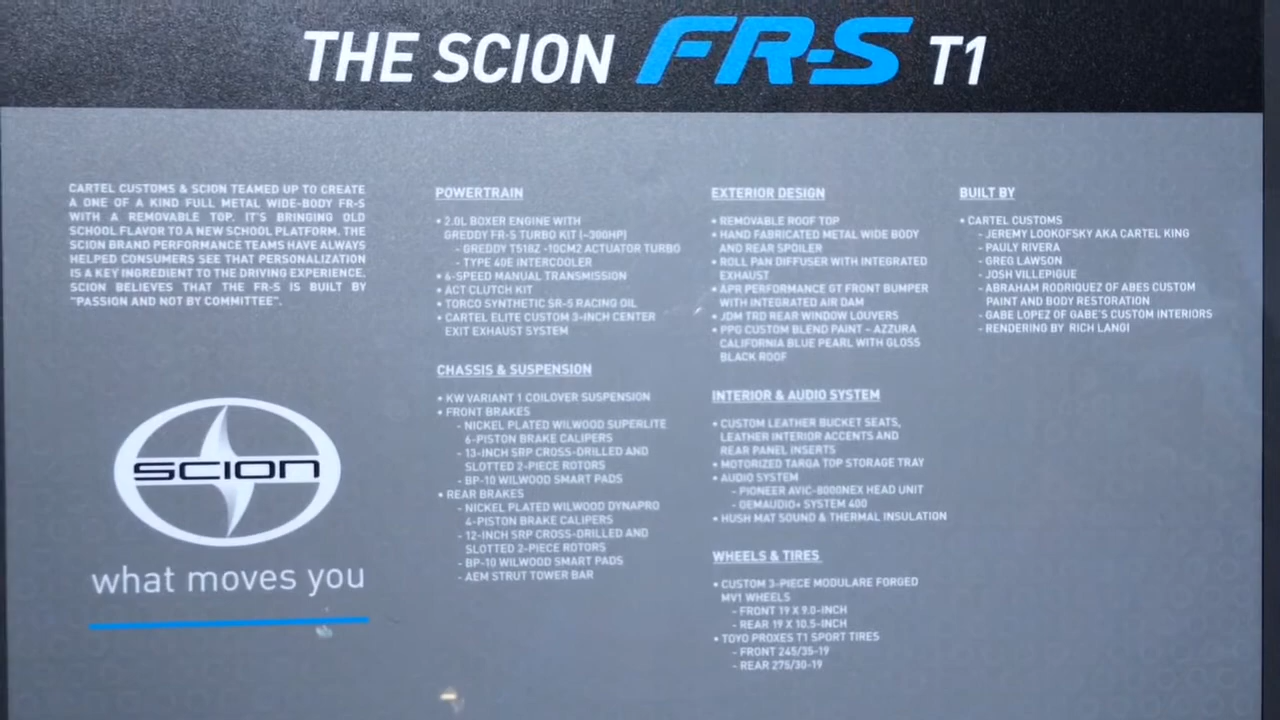 THE SCION FR-S T1
CARTEL CUSTOMS & SCION TEAMED UP TO CREATE
A ONE OF A KIND FULL METAL WIDE-BODY FR-S
WITH A REMOVABLE TOP. IT'S BRINGING OLD
SCHOOL FLAVOR TO A NEW SCHOOL PLATFORM. THE
SCION BRAND PERFORMANCE TEAMS HAVE ALWAYS
HELPED CONSUMERS SEE THAT PERSONALIZATION
IS A KEY INGREDIENT TO THE DRIVING EXPERIENCE.
SCION BELIEVES THAT THE FR-S IS BUILT BY
"PASSION AND NOT BY COMMITTEE".
SCION
what moves you
POWERTRAIN
• 2.0L BOXER ENGINE WITH
GREDDY FR-S TURBO KIT (~300HP)
- GREDDY T518Z -10CM2 ACTUATOR TURBO
- TYPE 40E INTERCOOLER
• 6-SPEED MANUAL TRANSMISSION
• ACT CLUTCH KIT
• TORCO SYNTHETIC SR-5 RACING OIL
• CARTEL ELITE CUSTOM 3-INCH CENTER
EXIT EXHAUST SYSTEM
CHASSIS & SUSPENSION
• KW VARIANT 1 COILOVER SUSPENSION
• FRONT BRAKES
- NICKEL PLATED WILWOOD SUPERLITE
6-PISTON BRAKE CALIPERS
- 13-INCH SRP CROSS-DRILLED AND
SLOTTED 2-PIECE ROTORS
- BP-10 WILWOOD SMART PADS
• REAR BRAKES
- NICKEL PLATED WILWOOD DYNAPRO
4-PISTON BRAKE CALIPERS
- 12-INCH SRP CROSS-DRILLED AND
SLOTTED 2-PIECE ROTORS
- BP-10 WILWOOD SMART PADS
- AEM STRUT TOWER BAR
EXTERIOR DESIGN
• REMOVABLE ROOF TOP
• HAND FABRICATED METAL WIDE BODY
AND REAR SPOILER
• ROLL PAN DIFFUSER WITH INTEGRATED
EXHAUST
• APR PERFORMANCE GT FRONT BUMPER
WITH INTEGRATED AIR DAM
• JDM TRD REAR WINDOW LOUVERS
• PPG CUSTOM BLEND PAINT - AZZURA
CALIFORNIA BLUE PEARL WITH GLOSS
BLACK ROOF
INTERIOR & AUDIO SYSTEM
• CUSTOM LEATHER BUCKET SEATS,
LEATHER INTERIOR ACCENTS AND
REAR PANEL INSERTS
• MOTORIZED TARGA TOP STORAGE TRAY
• AUDIO SYSTEM
- PIONEER AVIC-8000NEX HEAD UNIT
- OEMAUDIO+ SYSTEM 400
• HUSH MAT SOUND & THERMAL INSULATION
WHEELS & TIRES
• CUSTOM 3-PIECE MODULARE FORGED
MV1 WHEELS
- FRONT 19 X 9.0-INCH
- REAR 19 X 10.5-INCH
• TOYO PROXES T1 SPORT TIRES
- FRONT 245/35-19
- REAR 275/30-19
BUILT BY
• CARTEL CUSTOMS
- JEREMY LOOKOFSKY AKA CARTEL KING
- PAULY RIVERA
- GREG LAWSON
- JOSH VILLEPIGUE
- ABRAHAM RODRIQUEZ OF ABES CUSTOM
PAINT AND BODY RESTORATION
- GABE LOPEZ OF GABE'S CUSTOM INTERIORS
- RENDERING BY RICH LANGI